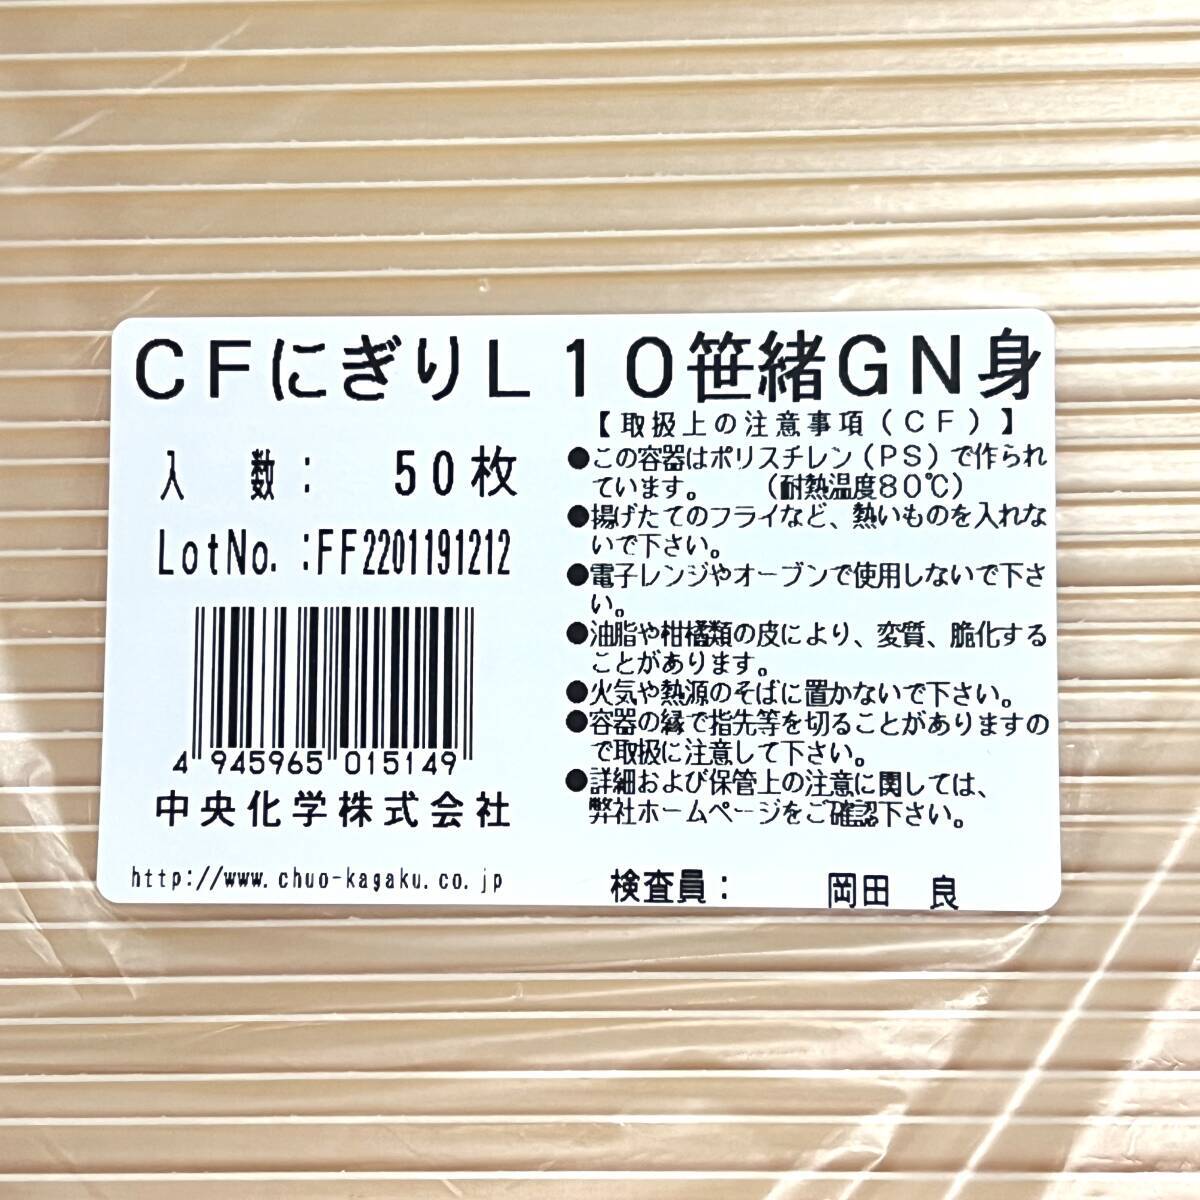 CFにぎりL10笹緒GN身
入 数: 50枚
LotNo.:FF2201191212
4 945965 015149
中央化学株式会社
http://www.chuo-kagaku.co.jp
【取扱上の注意事項(CF)】
●この容器はポリスチレン(PS)で作られ
ています。 (耐熱温度80℃)
●揚げたてのフライなど、熱いものを入れな
いで下さい。
●電子レンジやオーブンで使用しないで下さ
い。
●油脂や柑橘類の皮により、変質、脆化する
ことがあります。
●火気や熱源のそばに置かないで下さい。
●容器の縁で指先等を切ることがありますの
で取扱に注意して下さい。
●詳細および保管上の注意に関しては、
弊社ホームページをご確認下さい。
検査員: 岡田 良